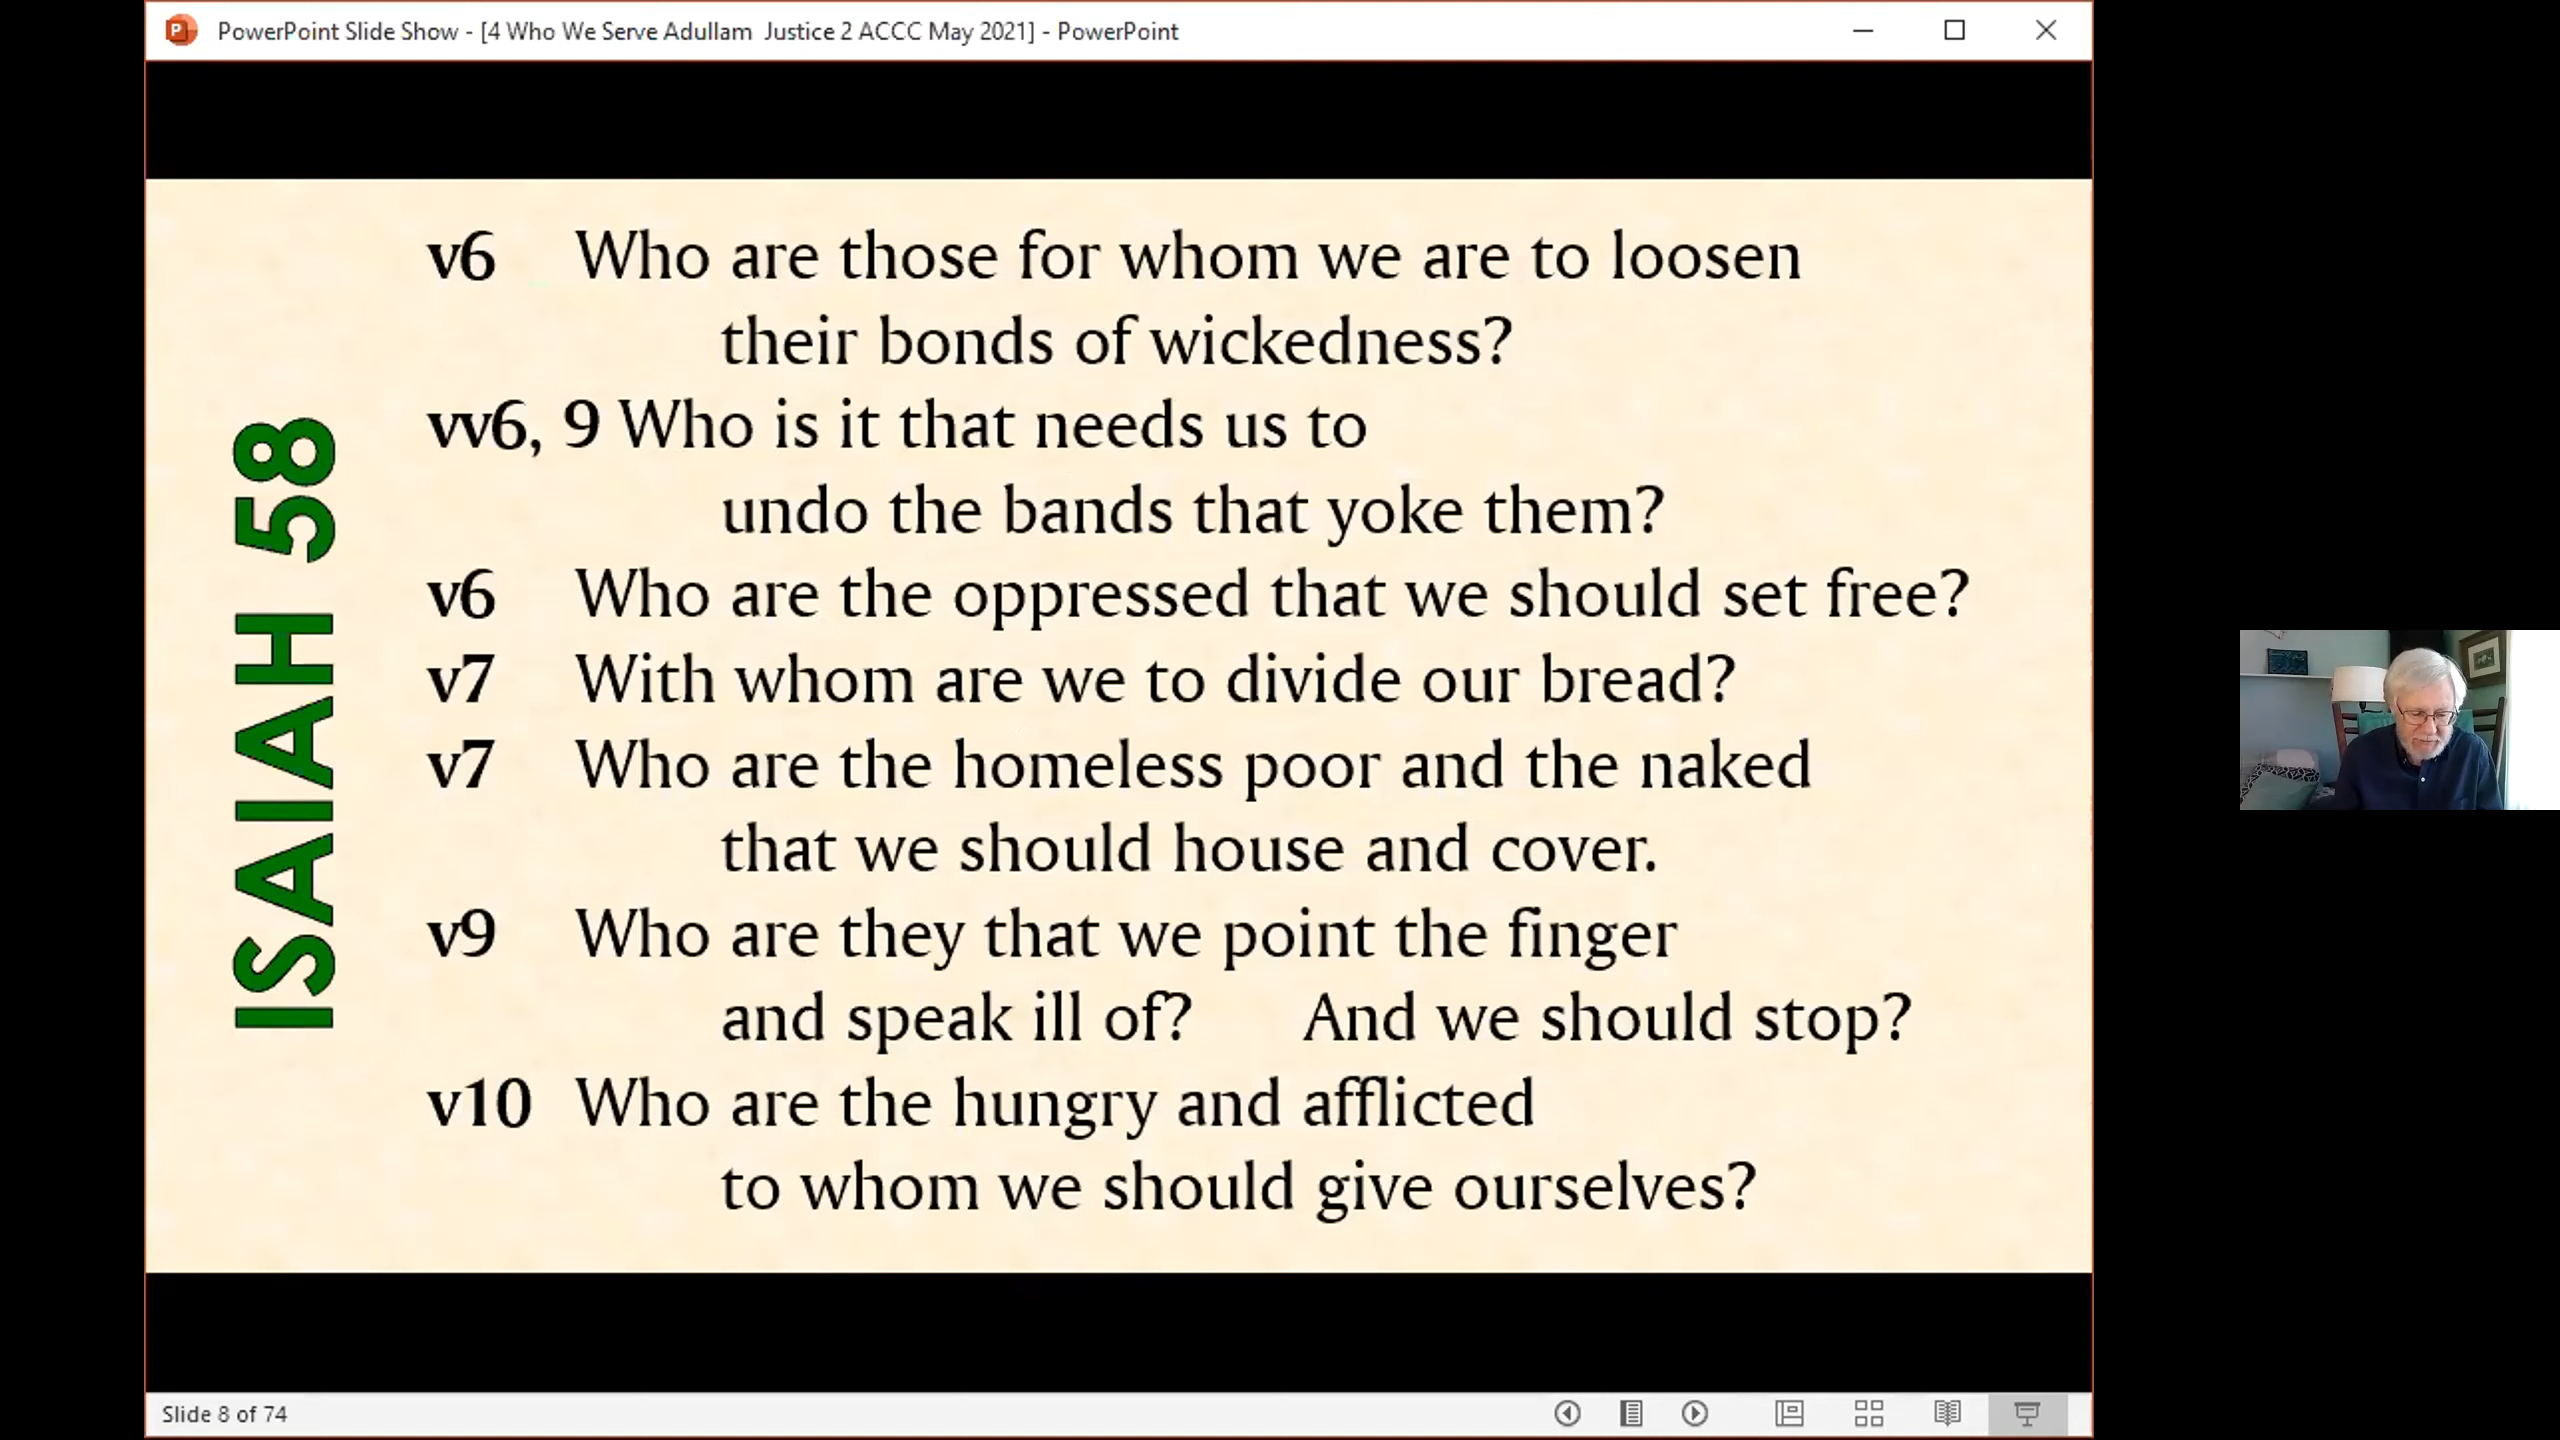 PowerPoint Slide Show - [4 Who We Serve Adullam  Justice 2 ACCC May 2021] - PowerPoint
ISAIAH 58
v6 Who are those for whom we are to loosen
their bonds of wickedness?
vv6, 9 Who is it that needs us to
undo the bands that yoke them?
v6 Who are the oppressed that we should set free?
v7 With whom are we to divide our bread?
v7 Who are the homeless poor and the naked
that we should house and cover.
v9 Who are they that we point the finger
and speak ill of? And we should stop?
v10 Who are the hungry and afflicted
to whom we should give ourselves?
Slide 8 of 74